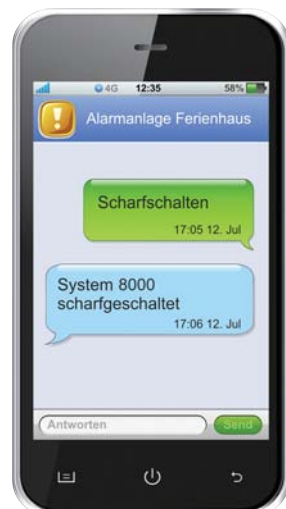 4G 12:35 58%
Alarmanlage Ferienhaus
Scharfschalten
17:05 12. Jul
System 8000
scharfgeschaltet
17:06 12. Jul
Antworten Send